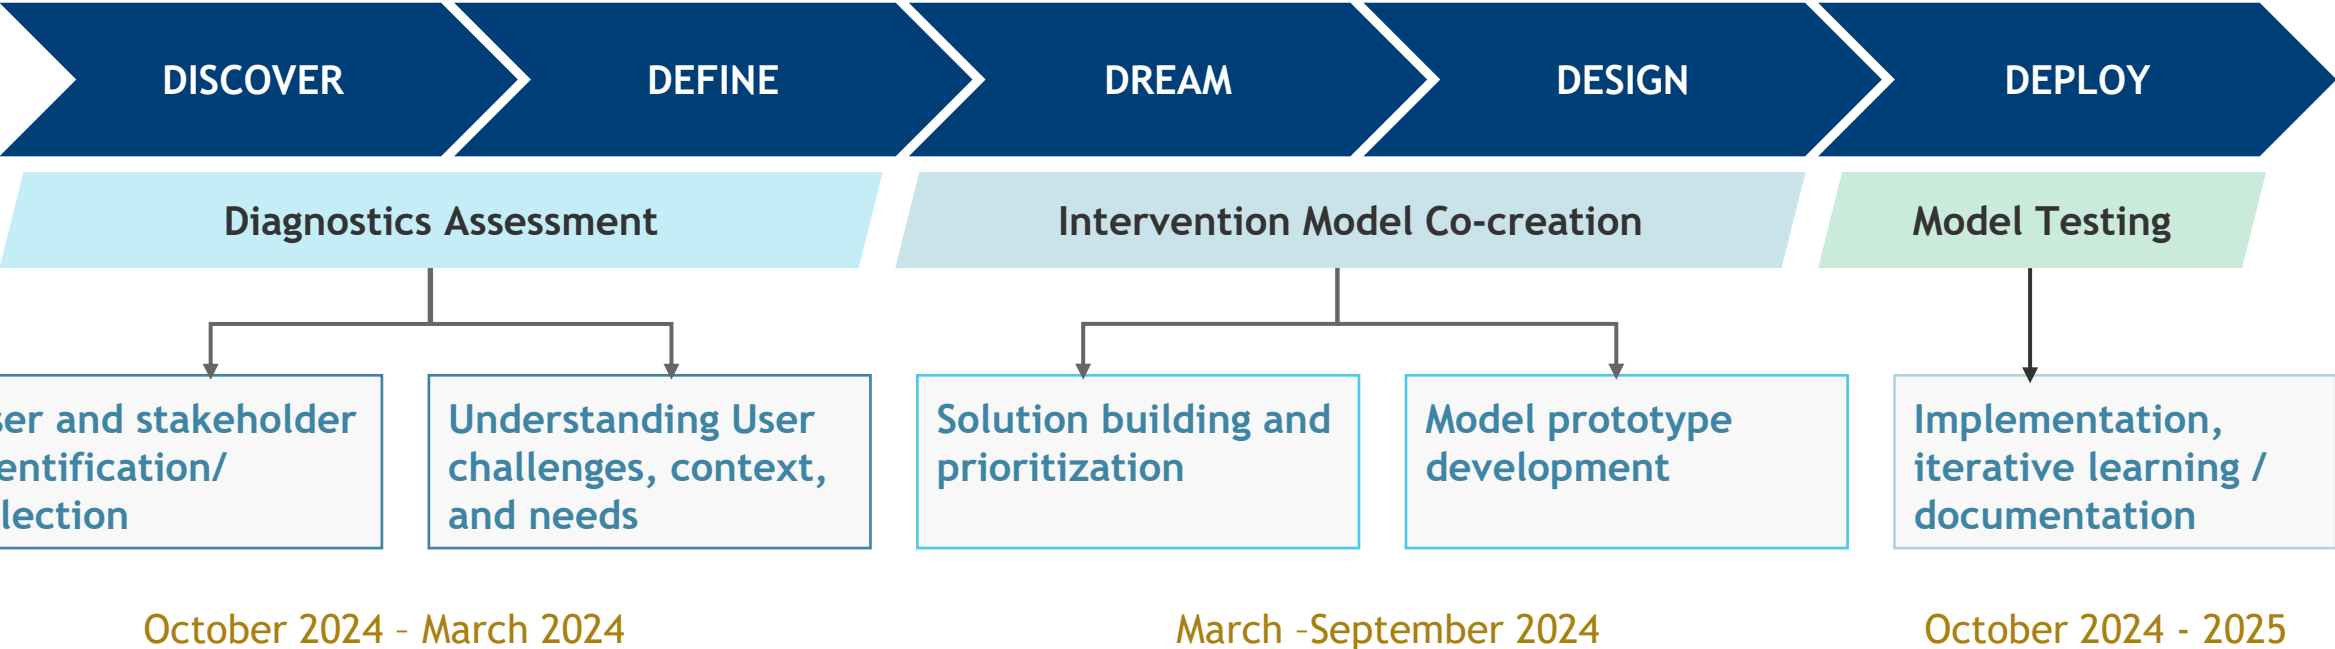 DISCOVER
DEFINE
DREAM
DESIGN
DEPLOY
Diagnostics Assessment
Intervention Model Co-creation
Model Testing
ser and stakeholder
entification/
lection
Understanding User
challenges, context,
and needs
Solution building and
prioritization
Model prototype
development
Implementation,
iterative learning /
documentation
October 2024 – March 2024
March –September 2024
October 2024 - 2025